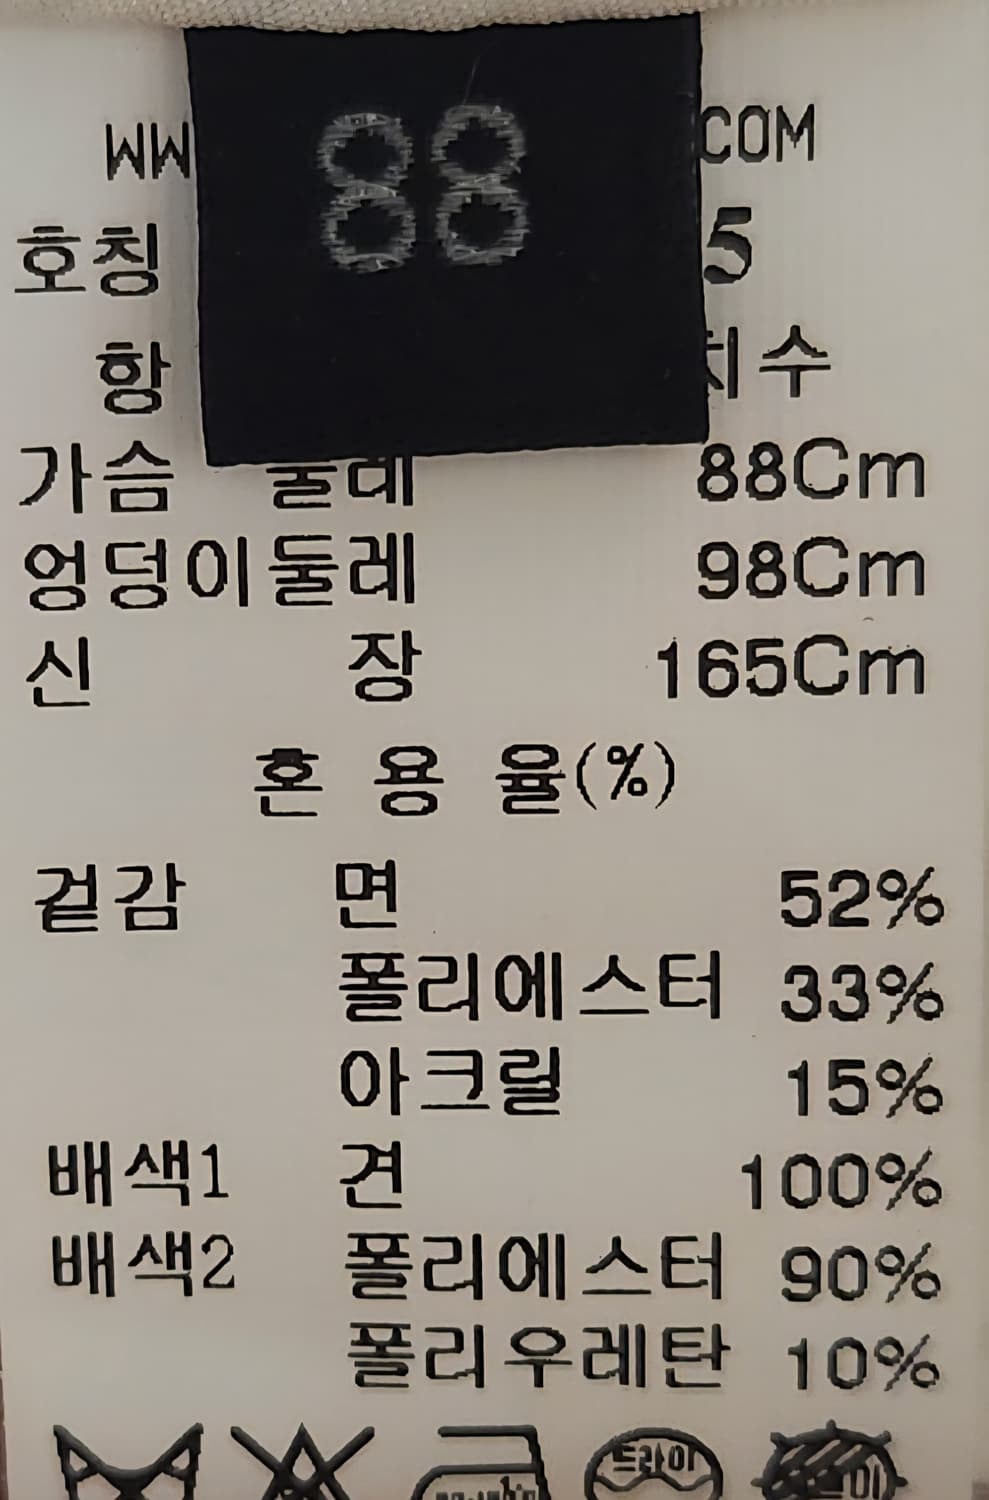 88
COM
호칭 5
항 치수
가슴 둘레 88Cm
엉덩이둘레 98Cm
신 장 165Cm
혼 용 율(%)
겉감 면 52%
폴리에스터 33%
아크릴 15%
배색1 견 100%
배색2 폴리에스터 90%
폴리우레탄 10%
드라이